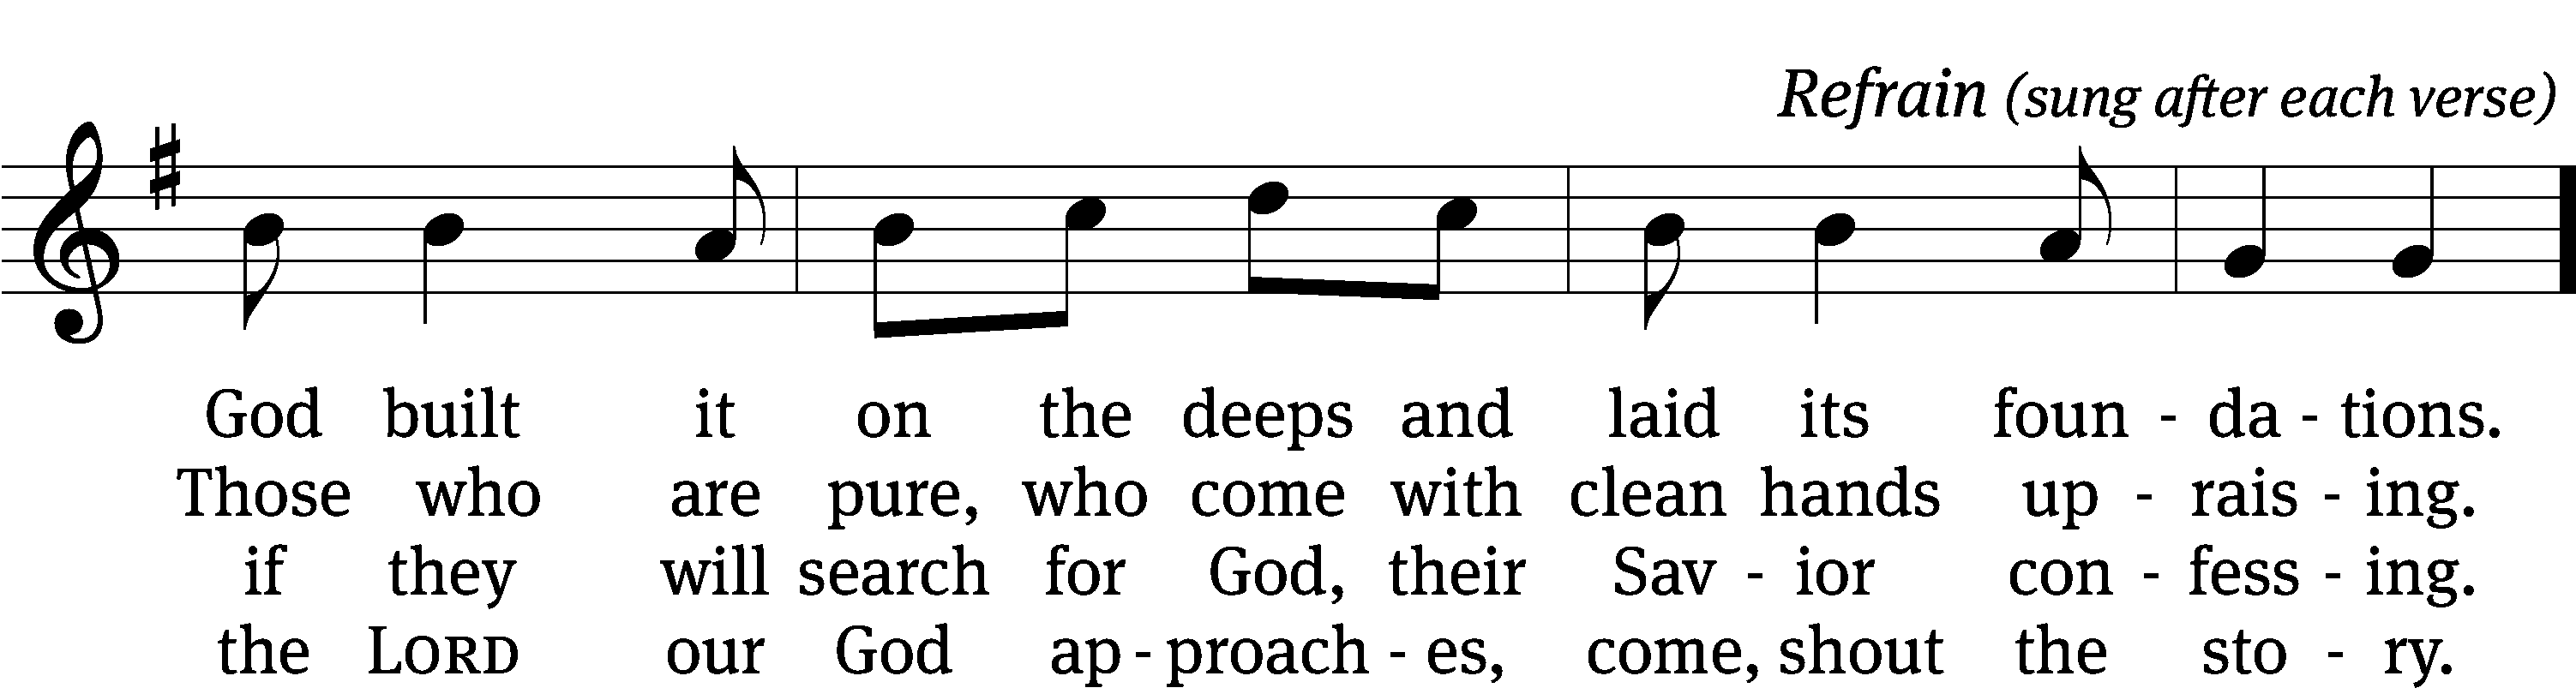 Refrain (sung after each verse)
God built it on the deeps and laid its foun - da - tions.
Those who are pure, who come with clean hands up - rais - ing.
if they will search for God, their Sav - ior con - fess - ing.
the LORD our God ap - proach - es, come, shout the sto - ry.